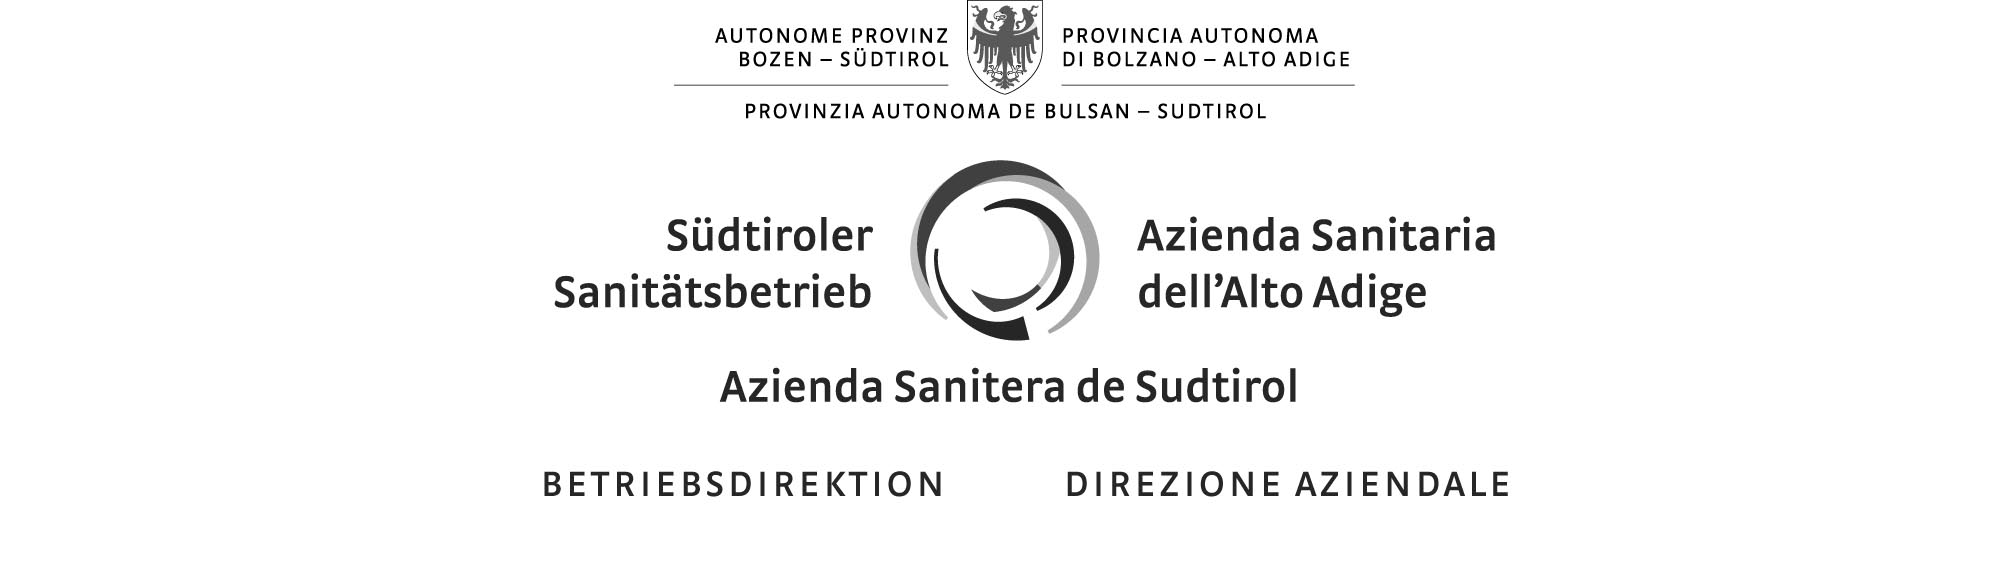 AUTONOME PROVINZ
BOZEN – SÜDTIROL
PROVINCIA AUTONOMA
DI BOLZANO – ALTO ADIGE
PROVINZIA AUTONOMA DE BULSAN – SUDTIROL
Südtiroler
Sanitätsbetrieb
Azienda Sanitaria
dell’Alto Adige
Azienda Sanitera de Sudtirol
BETRIEBSDIREKTION
DIREZIONE AZIENDALE